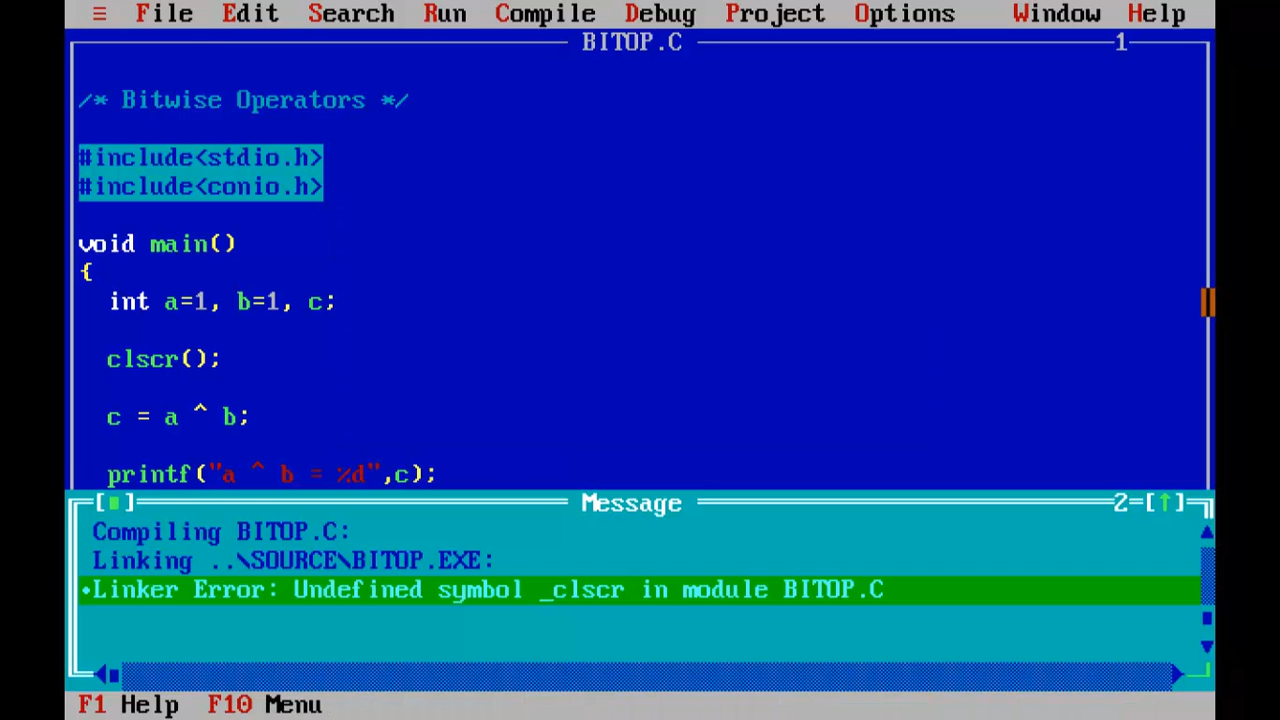 ≡ File Edit Search Run Compile Debug Project Options Window Help
BITOP.C 1
/* Bitwise Operators */
#include<stdio.h>
#include<conio.h>
void main()
{
int a=1, b=1, c;
clscr();
c = a ^ b;
printf("a ^ b = %d",c);
[■] Message 2=[↑]
Compiling BITOP.C:
Linking ..\SOURCE\BITOP.EXE:
•Linker Error: Undefined symbol _clscr in module BITOP.C
F1 Help F10 Menu